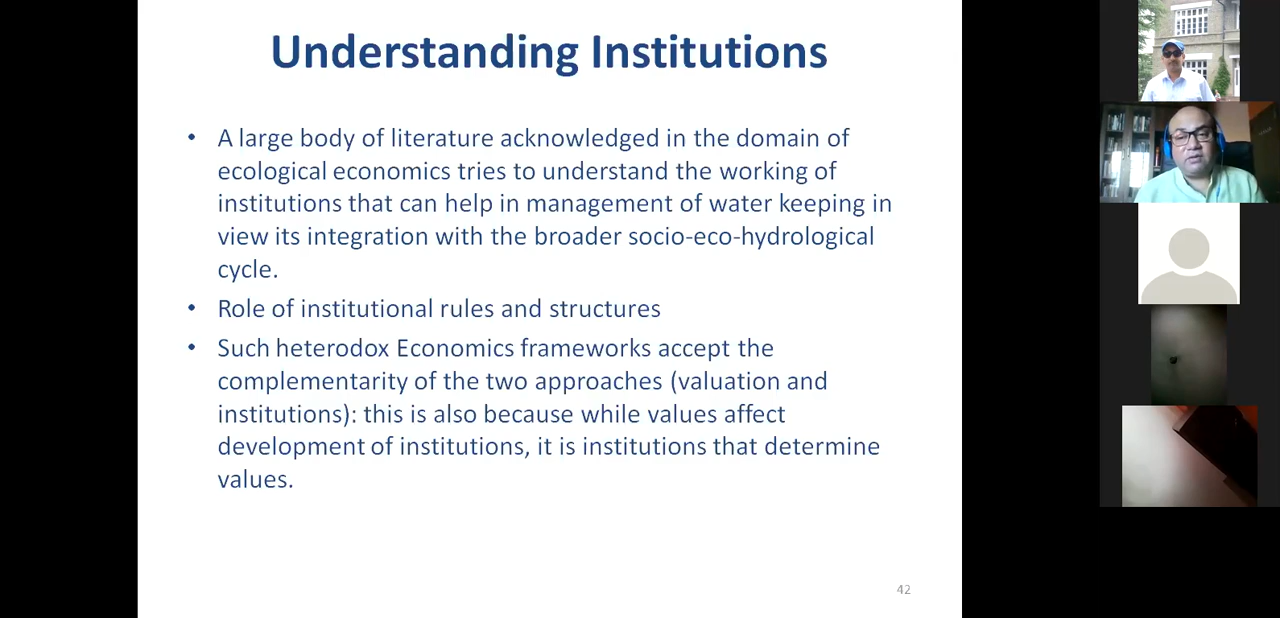 Understanding Institutions
• A large body of literature acknowledged in the domain of
ecological economics tries to understand the working of
institutions that can help in management of water keeping in
view its integration with the broader socio-eco-hydrological
cycle.
• Role of institutional rules and structures
• Such heterodox Economics frameworks accept the
complementarity of the two approaches (valuation and
institutions): this is also because while values affect
development of institutions, it is institutions that determine
values.
42